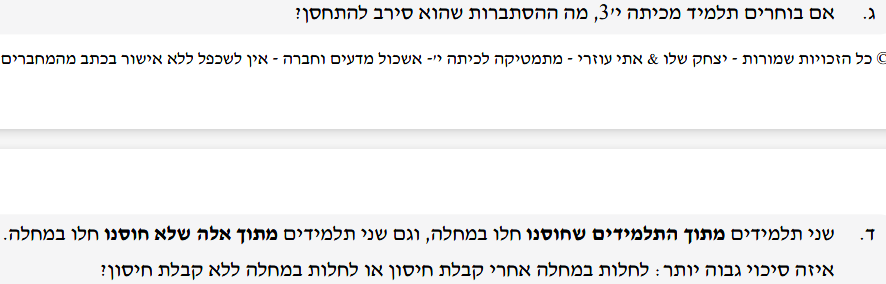 ג. אם בוחרים תלמיד מכיתה י'3, מה ההסתברות שהוא סירב להתחסן?
© כל הזכויות שמורות - יצחק שלו & אתי עוזרי - מתמטיקה לכיתה י'- אשכול מדעים וחברה - אין לשכפל ללא אישור בכתב מהמחברים
ד. שני תלמידים מתוך התלמידים שחוסנו חלו במחלה, וגם שני תלמידים מתוך אלה שלא חוסנו חלו במחלה.
איזה סיכוי גבוה יותר: לחלות במחלה אחרי קבלת חיסון או לחלות במחלה ללא קבלת חיסון?